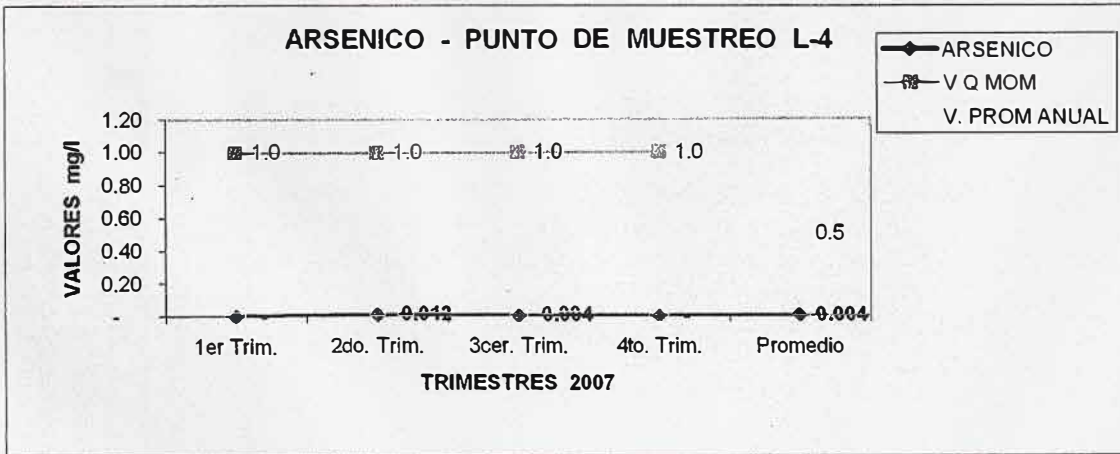 ARSENICO - PUNTO DE MUESTREO L-4
ARSENICO
V Q MOM
V. PROM ANUAL
VALORES mg/l
1.20
1.00
0.80
0.60
0.40
0.20
-
1.0
1.0
1.0
1.0
0.5
-
0.012
0.004
-
0.004
1er Trim.
2do. Trim.
3cer. Trim.
4to. Trim.
Promedio
TRIMESTRES 2007